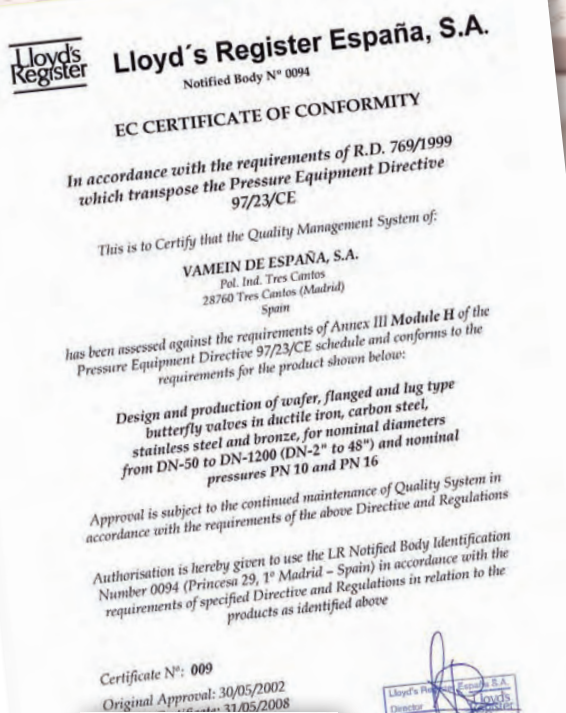 Lloyd's
Register
Lloyd´s Register España, S.A.
Notified Body Nº 0094
EC CERTIFICATE OF CONFORMITY
In accordance with the requirements of R.D. 769/1999
which transpose the Pressure Equipment Directive
97/23/CE
This is to Certify that the Quality Management System of:
VAMEIN DE ESPAÑA, S.A.
Pol. Ind. Tres Cantos
28760 Tres Cantos (Madrid)
Spain
has been assessed against the requirements of Annex III Module H of the
Pressure Equipment Directive 97/23/CE schedule and conforms to the
requirements for the product shown below:
Design and production of wafer, flanged and lug type
butterfly valves in ductile iron, carbon steel,
stainless steel and bronze, for nominal diameters
from DN-50 to DN-1200 (DN-2" to 48") and nominal
pressures PN 10 and PN 16
Approval is subject to the continued maintenance of Quality System in
accordance with the requirements of the above Directive and Regulations
Authorisation is hereby given to use the LR Notified Body Identification
Number 0094 (Princesa 29, 1º Madrid – Spain) in accordance with the
requirements of specified Directive and Regulations in relation to the
products as identified above
Certificate Nº: 009
Original Approval: 30/05/2002
31/05/2008
Lloyd's España S.A.
Director Lloyd's
Register